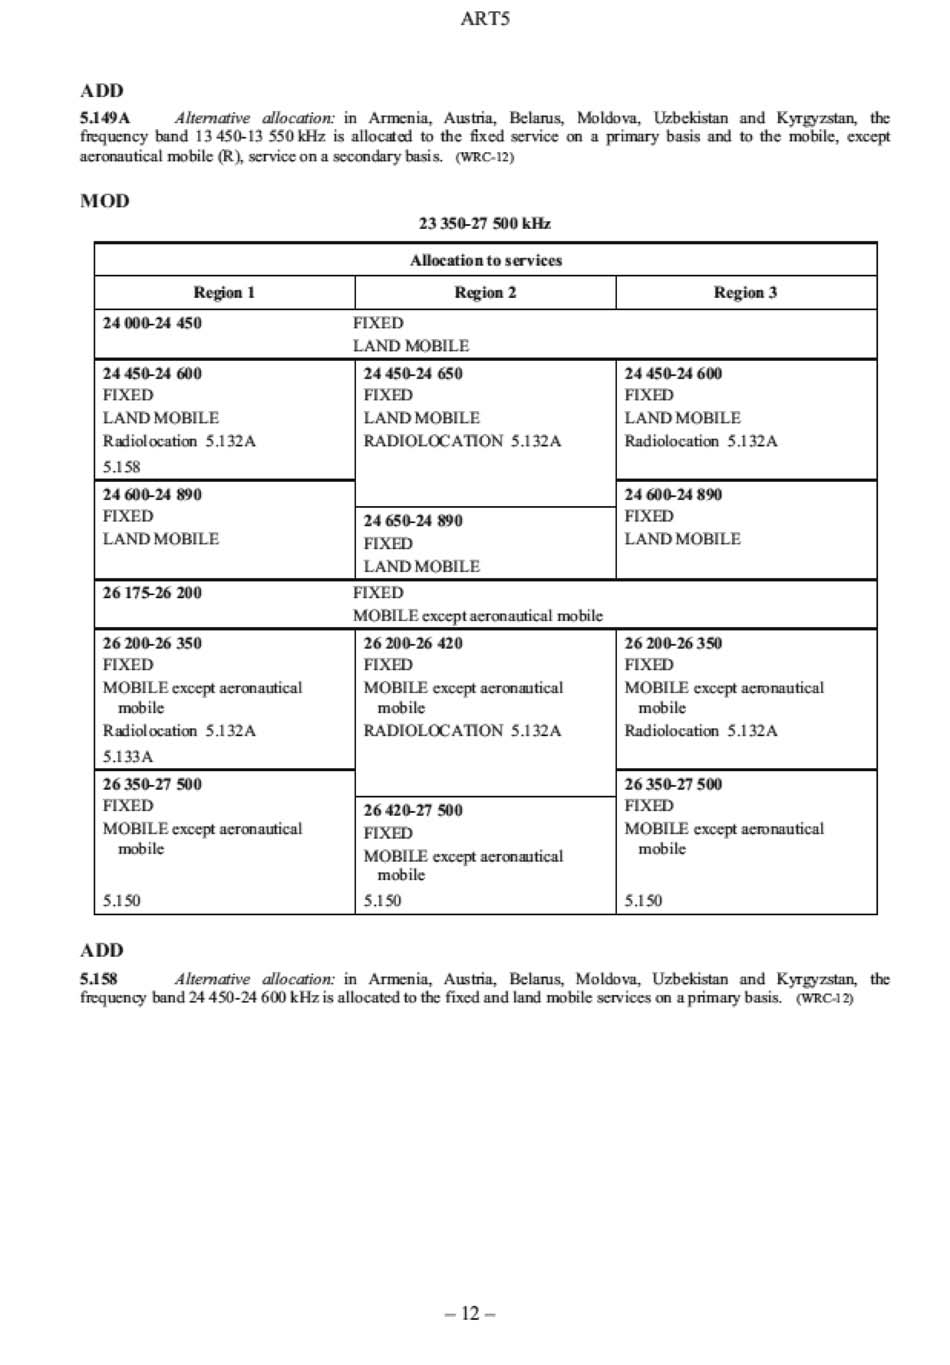 ART5
ADD
5.149A Alternative allocation: in Armenia, Austria, Belarus, Moldova, Uzbekistan and Kyrgyzstan, the
frequency band 13 450-13 550 kHz is allocated to the fixed service on a primary basis and to the mobile, except
aeronautical mobile (R), service on a secondary basis. (WRC-12)
MOD
23 350-27 500 kHz
Allocation to services
Region 1 Region 2 Region 3
24 000-24 450 FIXED
LAND MOBILE
24 450-24 600
FIXED
LAND MOBILE
Radiolocation 5.132A
5.158
24 450-24 650
FIXED
LAND MOBILE
RADIOLOCATION 5.132A
24 450-24 600
FIXED
LAND MOBILE
Radiolocation 5.132A
24 600-24 890
FIXED
LAND MOBILE
24 650-24 890
FIXED
LAND MOBILE
24 600-24 890
FIXED
LAND MOBILE
26 175-26 200 FIXED
MOBILE except aeronautical mobile
26 200-26 350
FIXED
MOBILE except aeronautical
mobile
Radiolocation 5.132A
5.133A
26 200-26 420
FIXED
MOBILE except aeronautical
mobile
RADIOLOCATION 5.132A
26 200-26 350
FIXED
MOBILE except aeronautical
mobile
Radiolocation 5.132A
26 350-27 500
FIXED
MOBILE except aeronautical
mobile
5.150
26 420-27 500
FIXED
MOBILE except aeronautical
mobile
5.150
26 350-27 500
FIXED
MOBILE except aeronautical
mobile
5.150
ADD
5.158 Alternative allocation: in Armenia, Austria, Belarus, Moldova, Uzbekistan and Kyrgyzstan, the
frequency band 24 450-24 600 kHz is allocated to the fixed and land mobile services on a primary basis. (WRC-12)
– 12 –